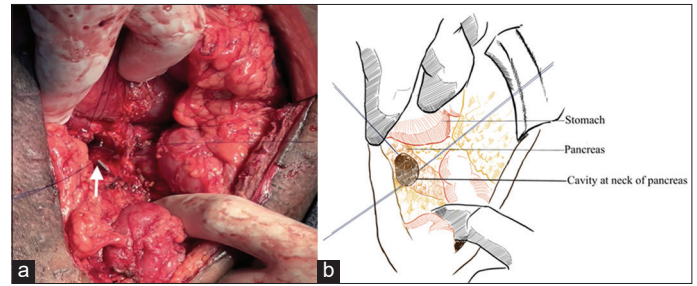 Stomach
Pancreas
Cavity at neck of pancreas
a
b